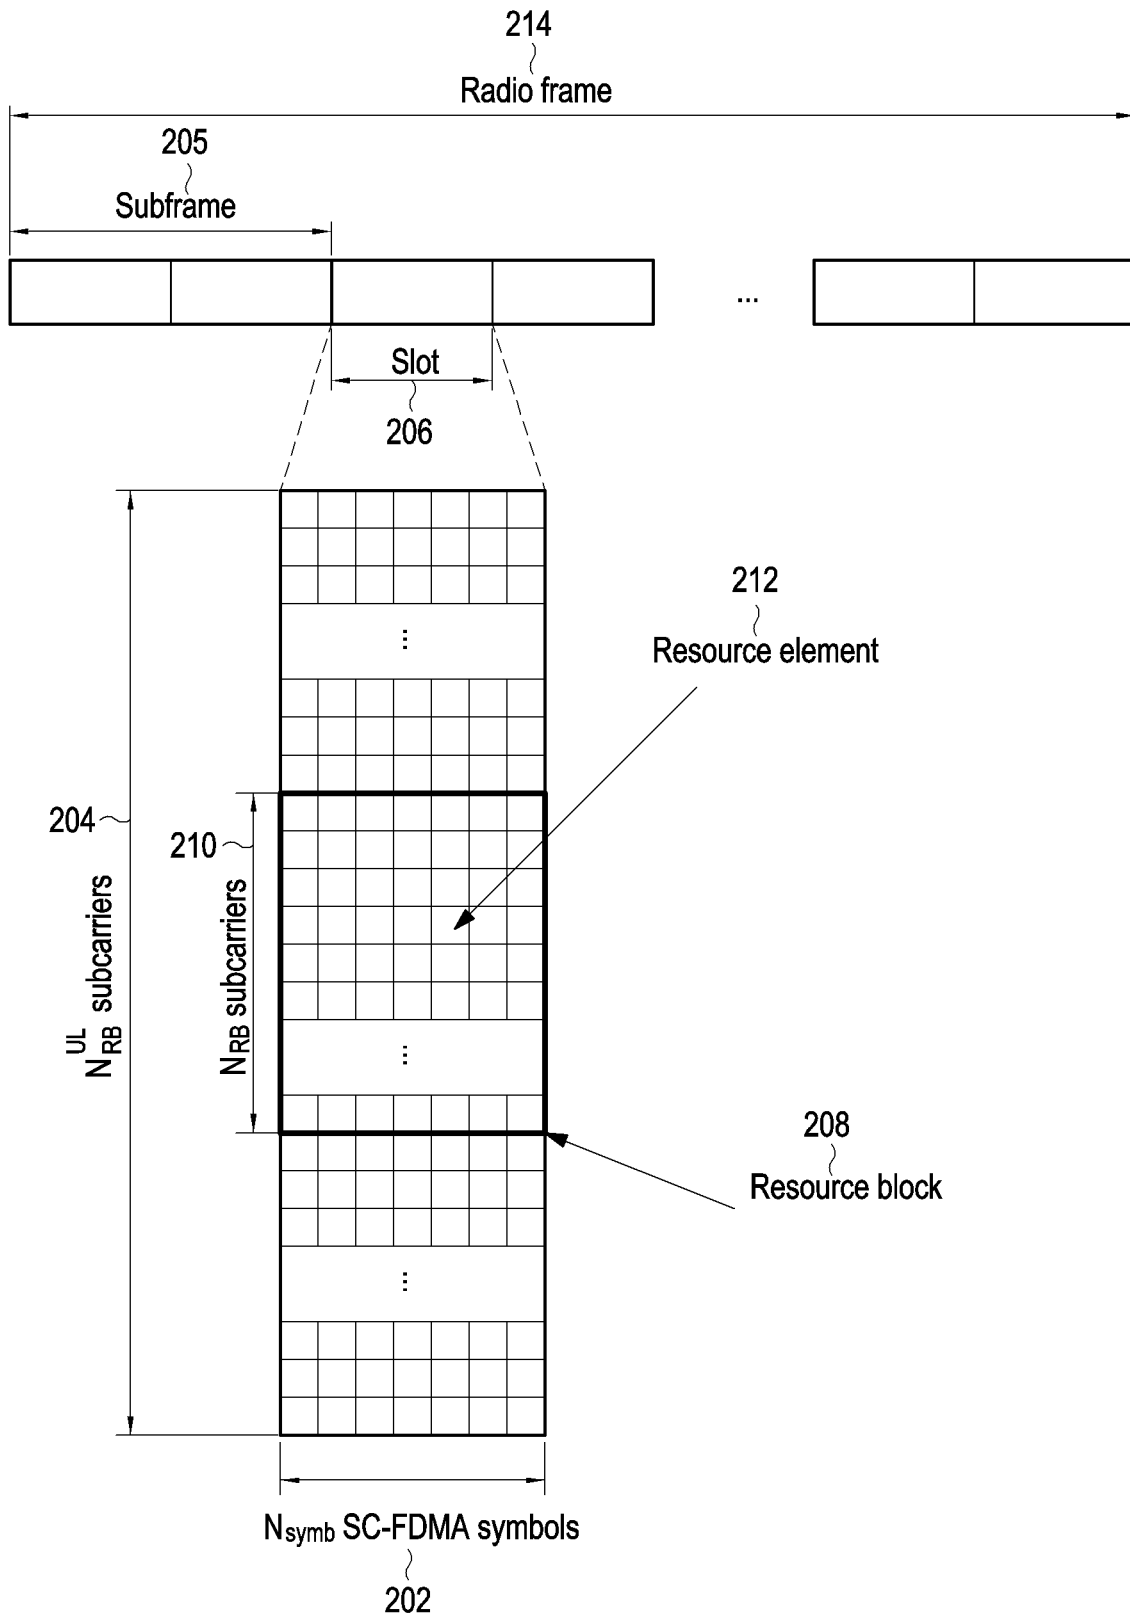 214
Radio frame
205
Subframe
...
Slot
206
...
212
Resource element
204
N_RB^UL subcarriers
210
N_RB subcarriers
...
208
Resource block
...
N_symb SC-FDMA symbols
202